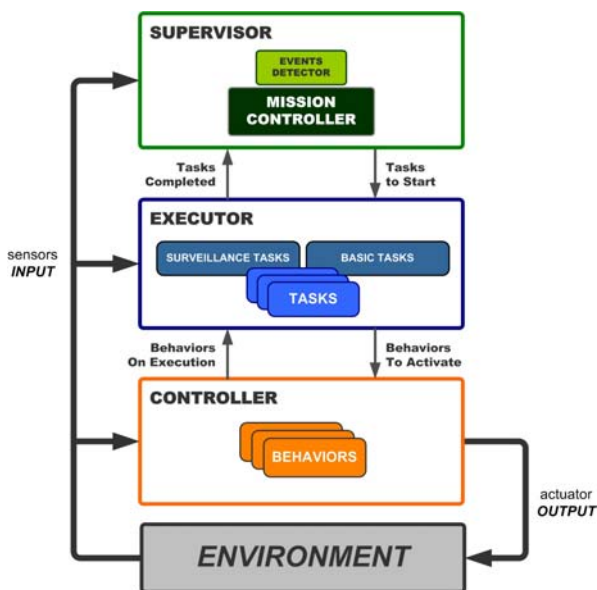 SUPERVISOR
EVENTS
DETECTOR
MISSION
CONTROLLER
Tasks
Completed
Tasks
to Start
EXECUTOR
SURVEILLANCE TASKS
BASIC TASKS
TASKS
sensors
INPUT
Behaviors
On Execution
Behaviors
To Activate
CONTROLLER
BEHAVIORS
actuator
OUTPUT
ENVIRONMENT